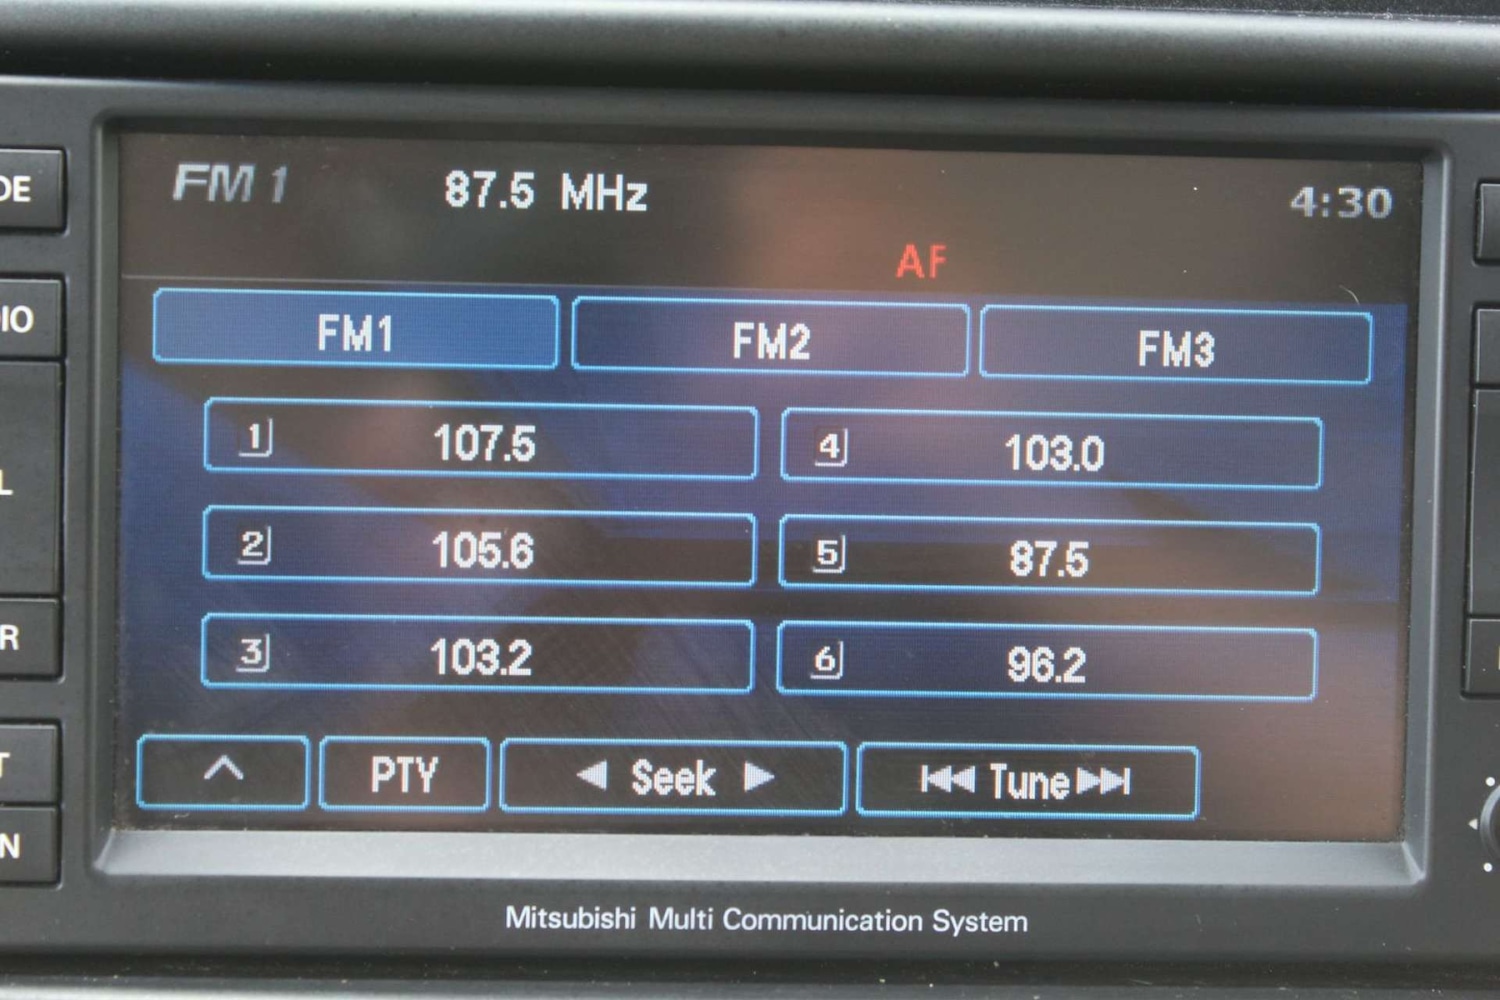 FM 1 87.5 MHz 4:30
AF
FM1 FM2 FM3
1 107.5 4 103.0
2 105.6 5 87.5
3 103.2 6 96.2
PTY Seek Tune
Mitsubishi Multi Communication System